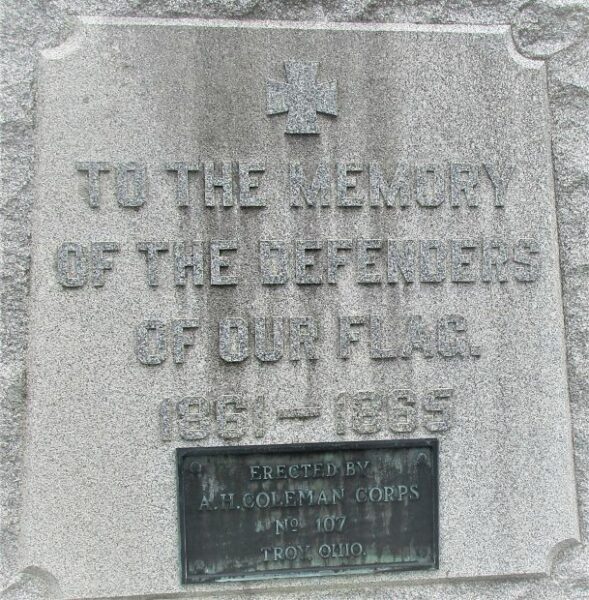 TO THE MEMORY
OF THE DEFENDERS
OF OUR FLAG.
1861-1865
ERECTED BY
A.H. COLEMAN CORPS
No 107
TROY OHIO.